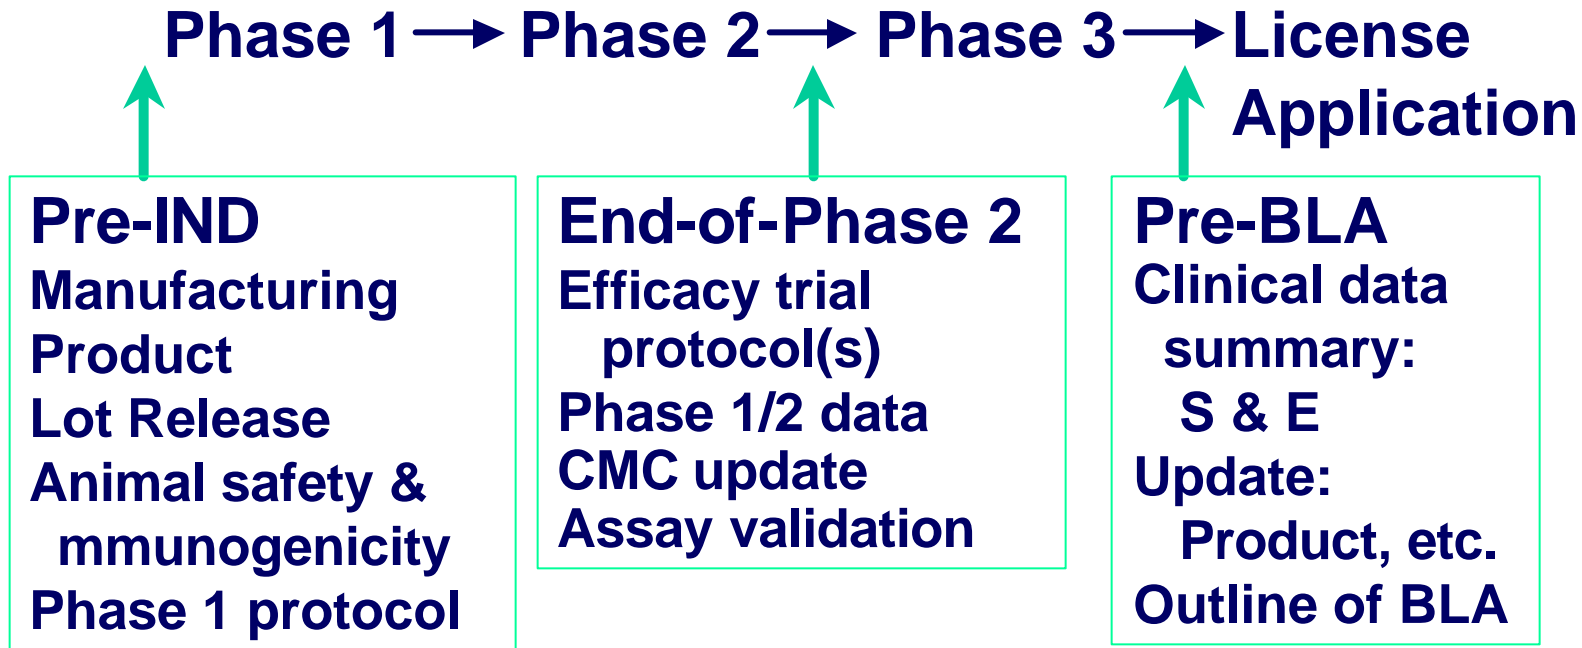 Phase 1 Phase 2 Phase 3 License
Application
Pre-IND
Manufacturing
Product
Lot Release
Animal safety &
mmunogenicity
Phase 1 protocol
End-of-Phase 2
Efficacy trial
protocol(s)
Phase 1/2 data
CMC update
Assay validation
Pre-BLA
Clinical data
summary:
S & E
Update:
Product, etc.
Outline of BLA